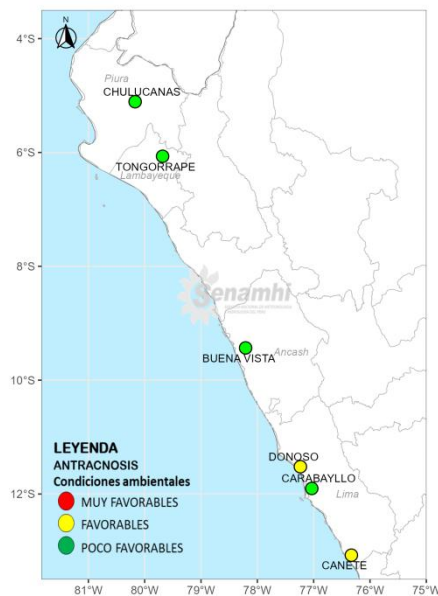 N
4°S
Piura
CHULUCANAS
6°S
TONGORRAPE
Lambayeque
8°S
Senamhi
BUENA VISTA
Ancash
10°S
LEYENDA
ANTRACNOSIS
Condiciones ambientales
MUY FAVORABLES
FAVORABLES
POCO FAVORABLES
DONOSO
CARABAYLLO
12°S
Lima
CAÑETE
81°W 80°W 79°W 78°W 77°W 76°W 75°W